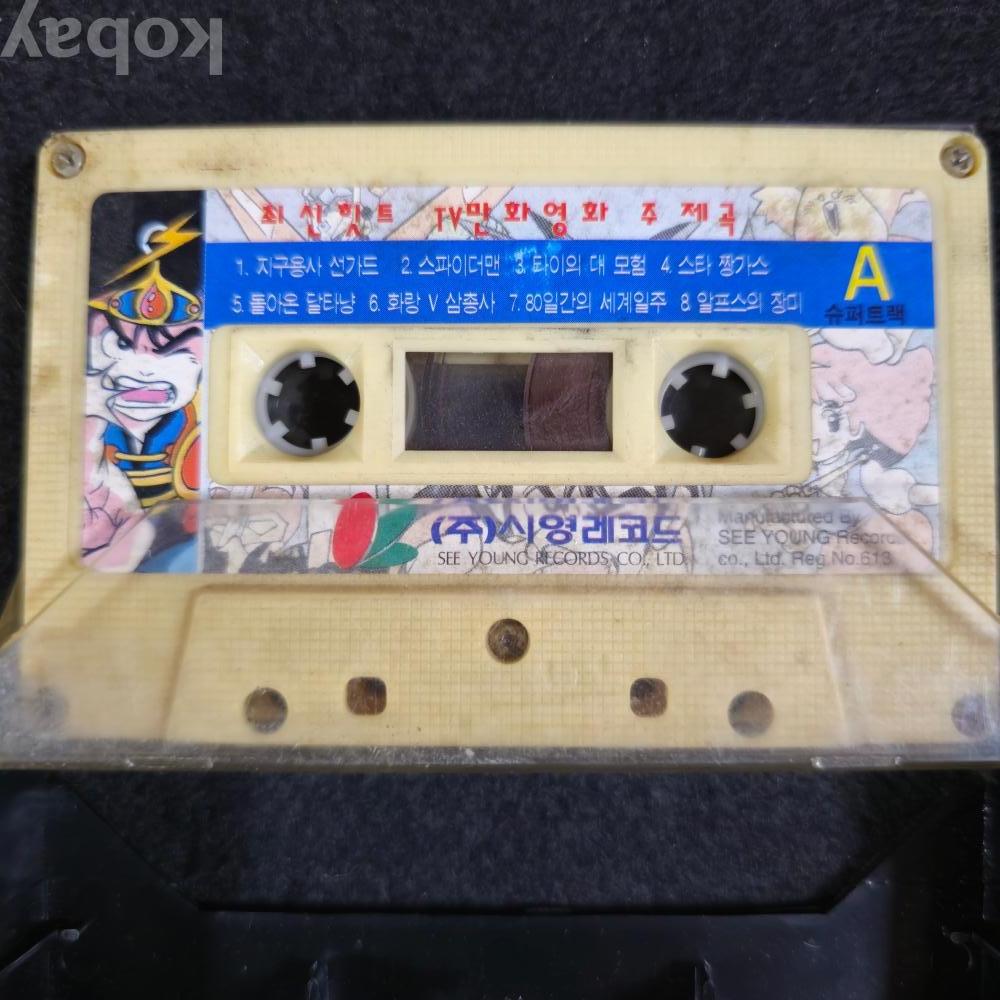 kobay
최신힛트 TV만화영화 주제곡
1. 지구용사 선가드 2. 스파이더맨 3. 타이의 대 모험 4. 스타 짱가스
5. 돌아온 달타냥 6. 화랑 V 삼총사 7. 80일간의 세계일주 8. 알프스의 장미
A
슈퍼트랙
(주)시영레코드
SEE YOUNG RECORDS CO., LTD.
Manufactured By
SEE YOUNG Record
co., Ltd. Reg No.613